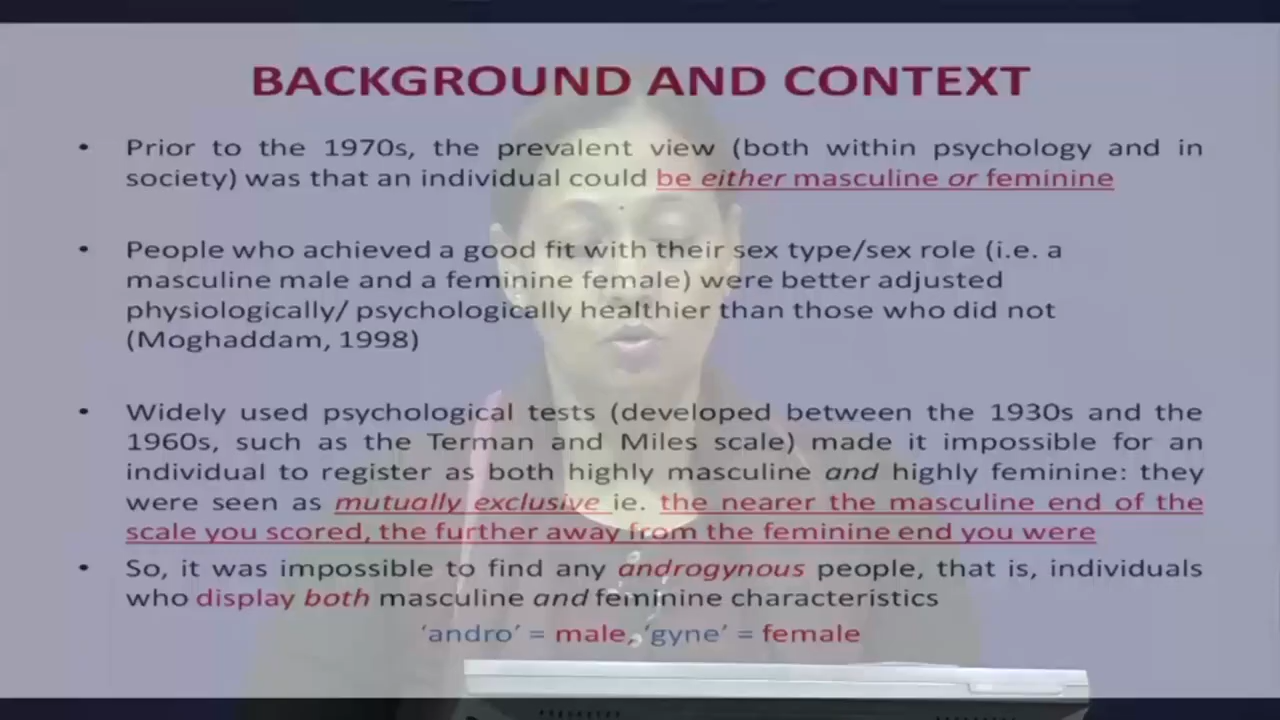 BACKGROUND AND CONTEXT
• Prior to the 1970s, the prevalent view (both within psychology and in
society) was that an individual could be either masculine or feminine
• People who achieved a good fit with their sex type/sex role (i.e. a
masculine male and a feminine female) were better adjusted
physiologically/ psychologically healthier than those who did not
(Moghaddam, 1998)
• Widely used psychological tests (developed between the 1930s and the
1960s, such as the Terman and Miles scale) made it impossible for an
individual to register as both highly masculine and highly feminine: they
were seen as mutually exclusive ie. the nearer the masculine end of the
scale you scored, the further away from the feminine end you were
• So, it was impossible to find any androgynous people, that is, individuals
who display both masculine and feminine characteristics
‘andro’ = male, ‘gyne’ = female